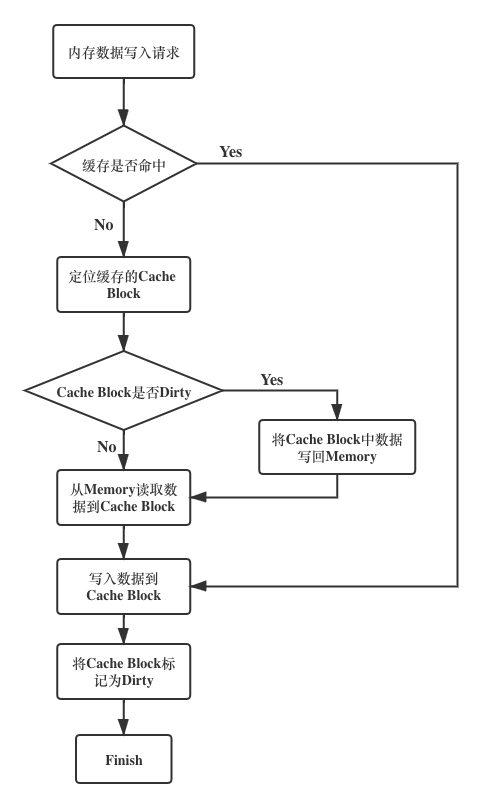 内存数据写入请求
缓存是否命中
Yes
No
定位缓存的Cache
Block
Cache Block是否Dirty
Yes
No
将Cache Block中数据
写回Memory
从Memory读取数
据到Cache Block
写入数据到
Cache Block
将Cache Block标
记为Dirty
Finish